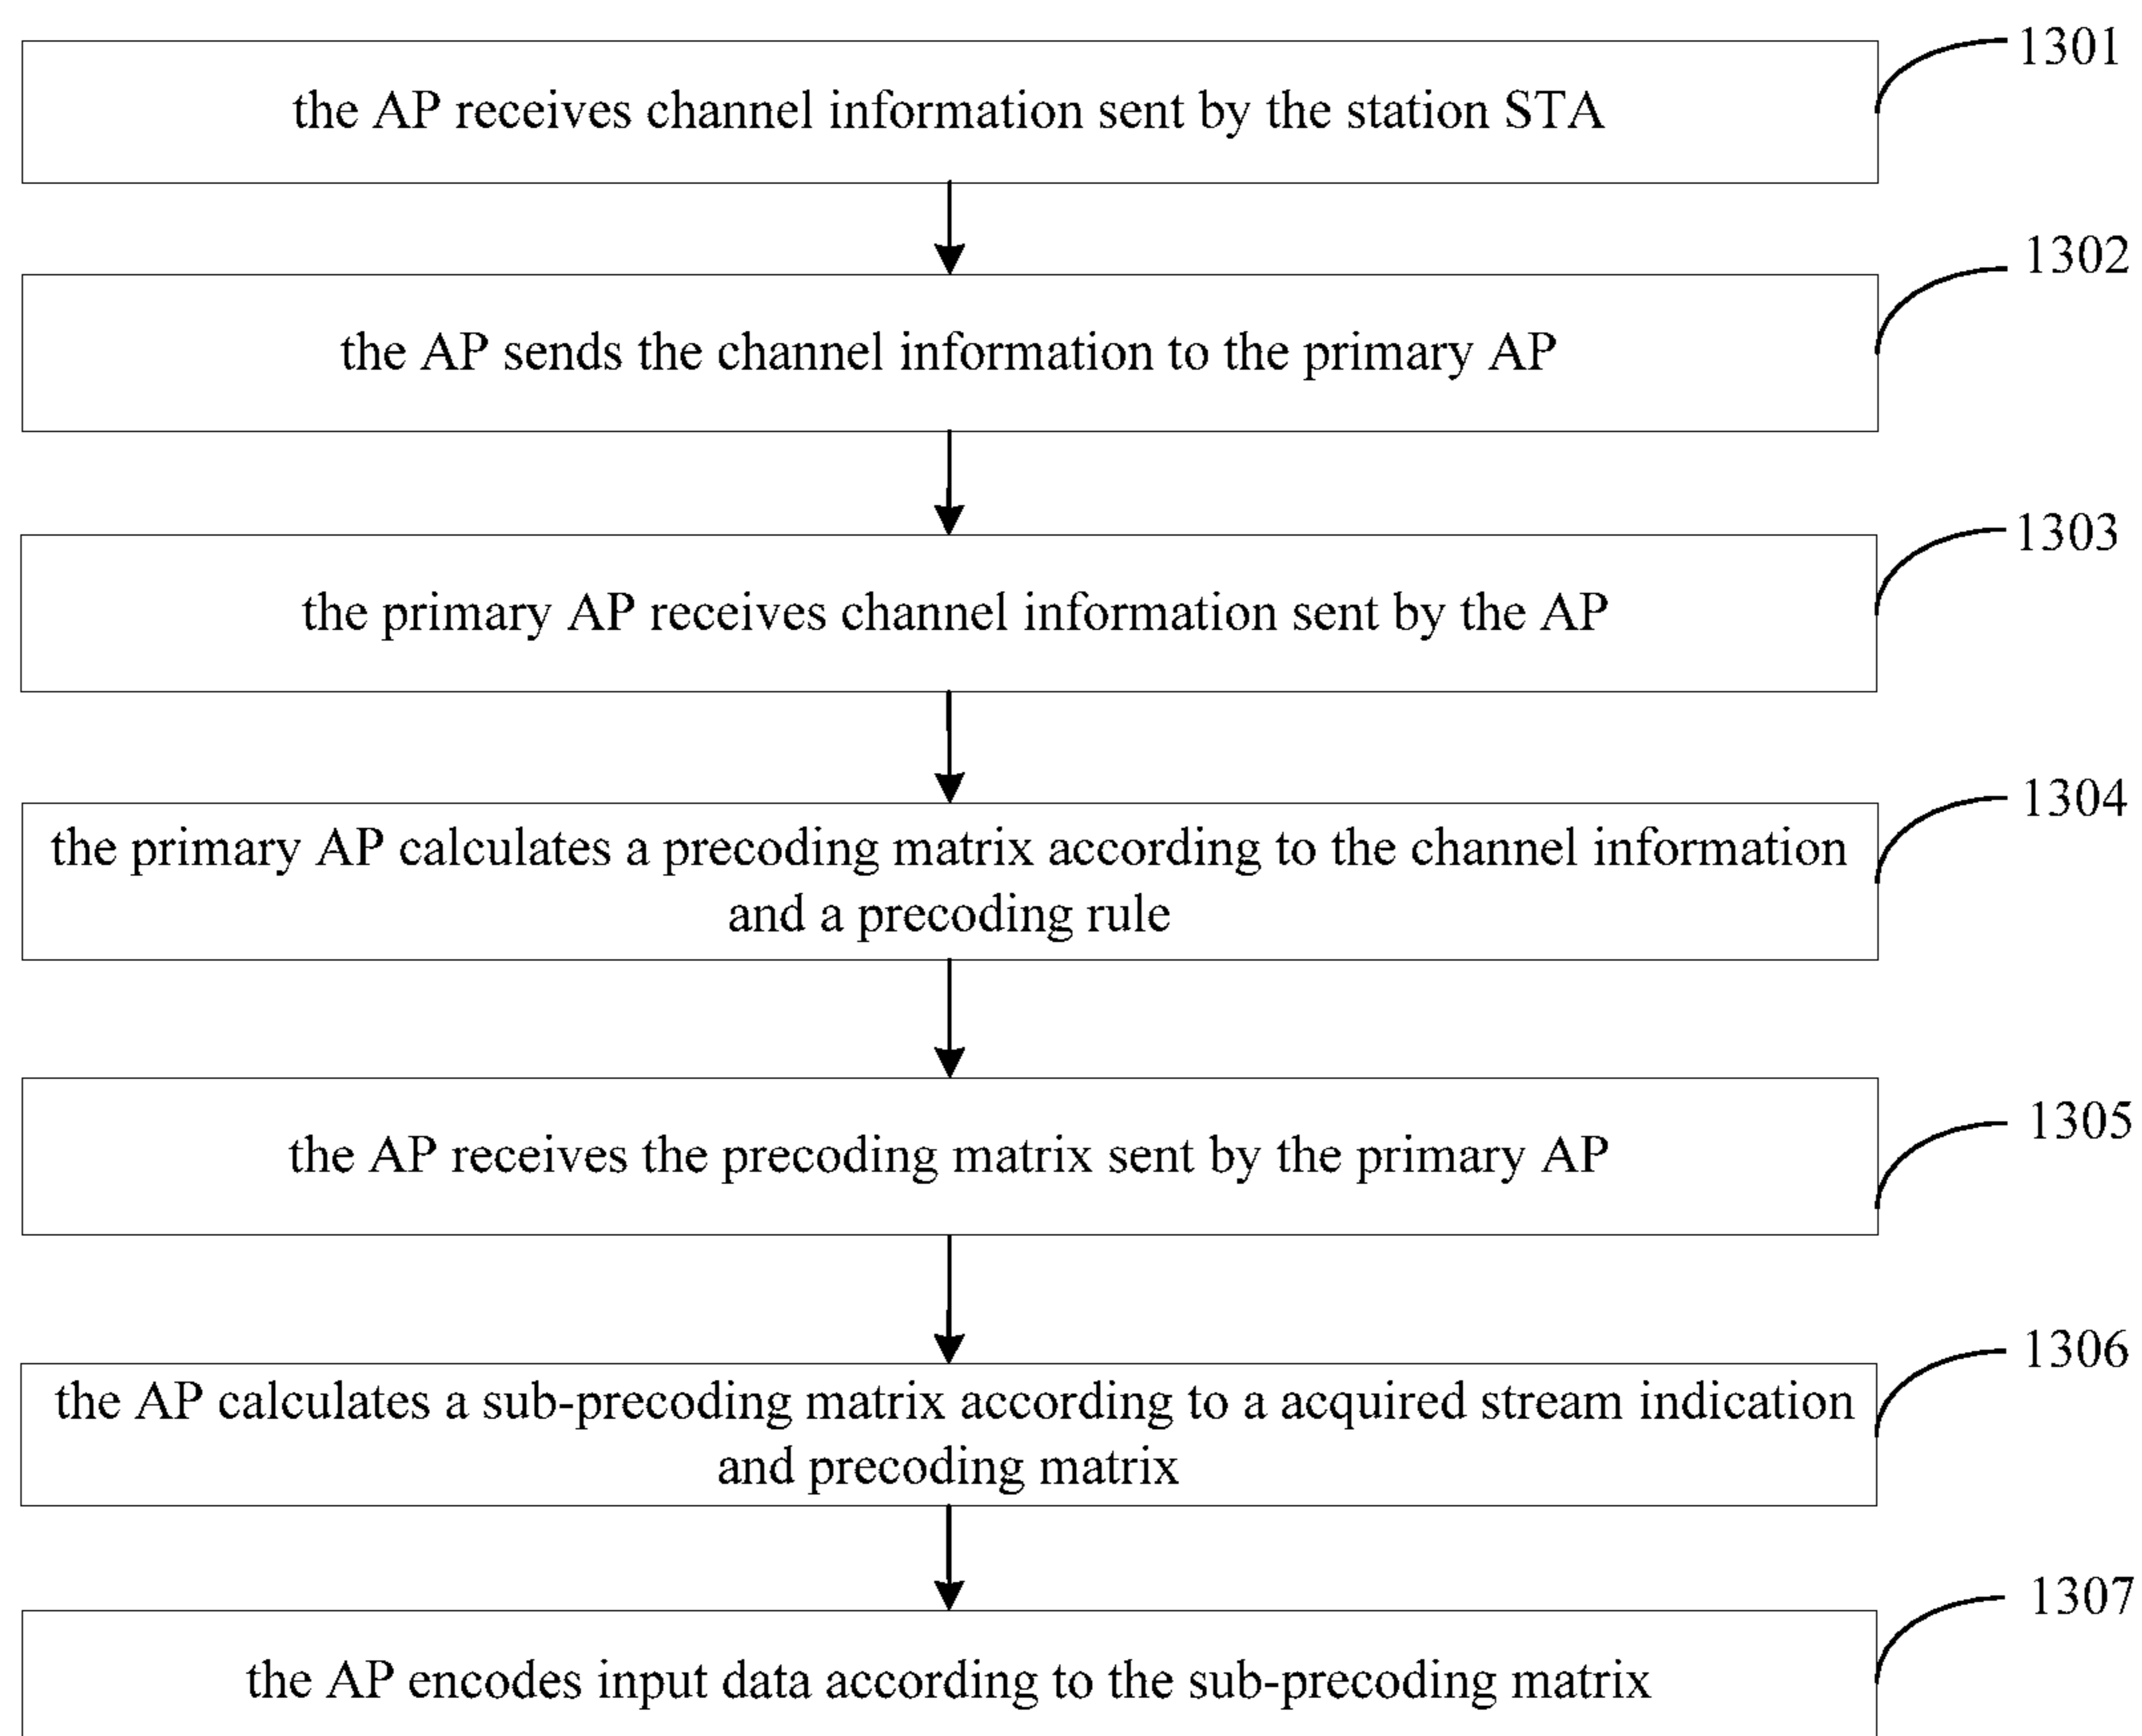 the AP receives channel information sent by the station STA
1301
the AP sends the channel information to the primary AP
1302
the primary AP receives channel information sent by the AP
1303
the primary AP calculates a precoding matrix according to the channel information
and a precoding rule
1304
the AP receives the precoding matrix sent by the primary AP
1305
the AP calculates a sub-precoding matrix according to a acquired stream indication
and precoding matrix
1306
the AP encodes input data according to the sub-precoding matrix
1307